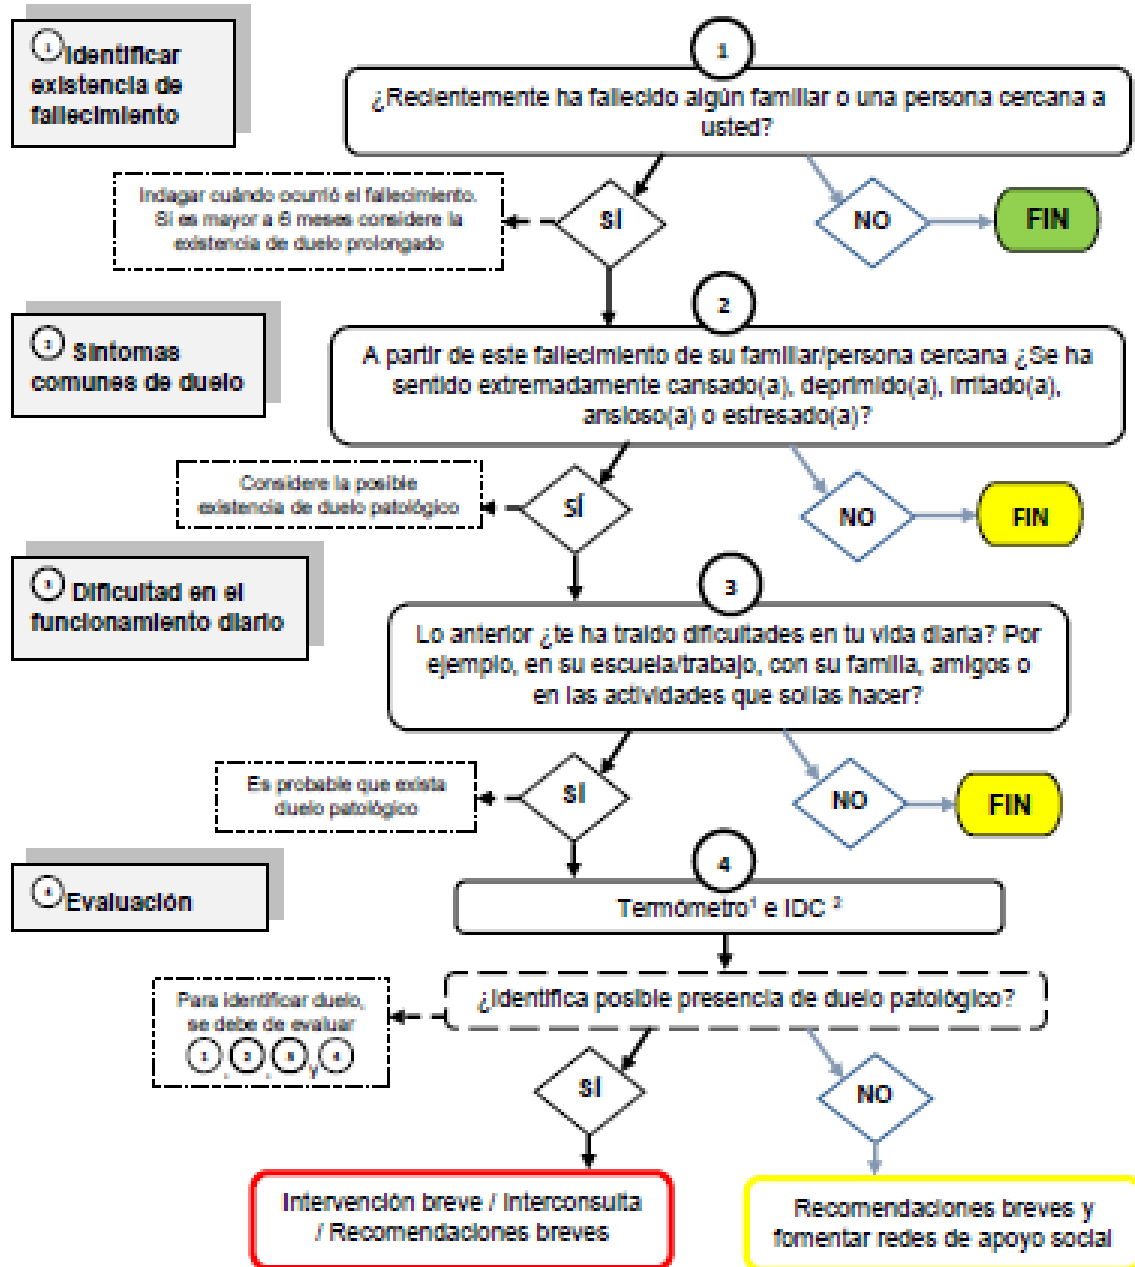 1 Identificar
existencia de
fallecimiento
1
¿Recientemente ha fallecido algún familiar o una persona cercana a
usted?
Indagar cuándo ocurrió el fallecimiento.
Si es mayor a 6 meses considere la
existencia de duelo prolongado
SÍ
NO
FIN
2 Síntomas
comunes de duelo
2
A partir de este fallecimiento de su familiar/persona cercana ¿Se ha
sentido extremadamente cansado(a), deprimido(a), irritado(a),
ansioso(a) o estresado(a)?
Considere la posible
existencia de duelo patológico
SÍ
NO
FIN
3 Dificultad en el
funcionamiento diario
3
Lo anterior ¿te ha traído dificultades en tu vida diaria? Por
ejemplo, en su escuela/trabajo, con su familia, amigos o
en las actividades que solías hacer?
Es probable que exista
duelo patológico
SÍ
NO
FIN
4 Evaluación
4
Termómetro¹ e IDC ²
Para identificar duelo,
se debe de evaluar
1, 2, 3, y 4
¿Identifica posible presencia de duelo patológico?
SÍ
NO
Intervención breve / Interconsulta
/ Recomendaciones breves
Recomendaciones breves y
fomentar redes de apoyo social